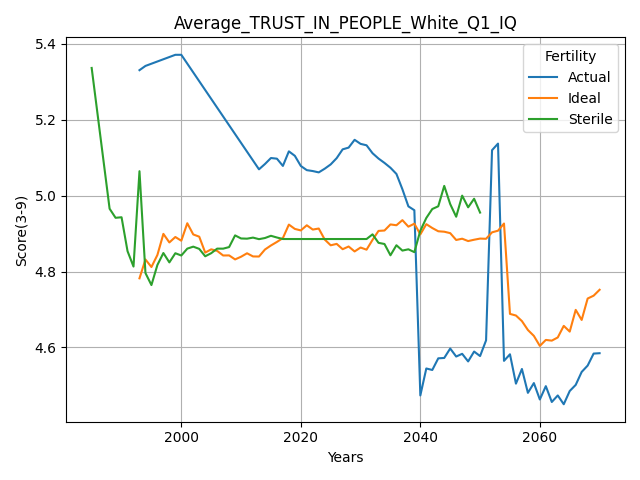 Average_TRUST_IN_PEOPLE_White_Q1_IQ
Fertility
Actual
Ideal
Sterile
Score(3-9)
5.4
5.2
5.0
4.8
4.6
2000
2020
2040
2060
Years